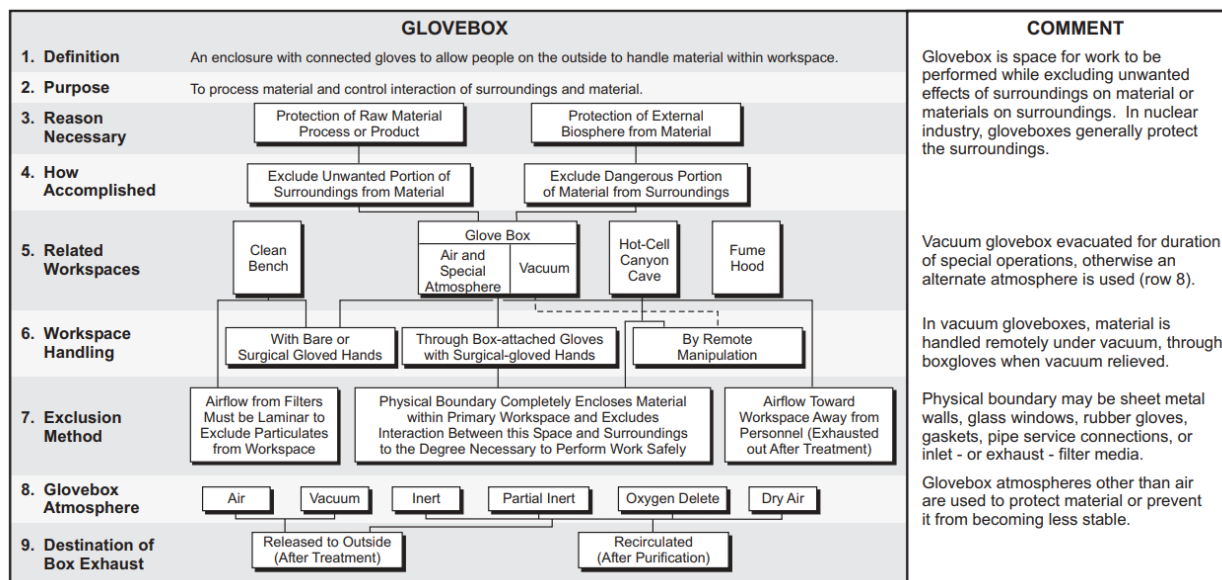 GLOVEBOX
1. Definition
An enclosure with connected gloves to allow people on the outside to handle material within workspace.
2. Purpose
To process material and control interaction of surroundings and material.
3. Reason
Necessary
Protection of Raw Material
Process or Product
Protection of External
Biosphere from Material
4. How
Accomplished
Exclude Unwanted Portion of
Surroundings from Material
Exclude Dangerous Portion
of Material from Surroundings
5. Related
Workspaces
Clean
Bench
Glove Box
Air and
Special
Atmosphere
Vacuum
Hot-Cell
Canyon
Cave
Fume
Hood
6. Workspace
Handling
With Bare or
Surgical Gloved Hands
Through Box-attached Gloves
with Surgical-gloved Hands
By Remote
Manipulation
7. Exclusion
Method
Airflow from Filters
Must be Laminar to
Exclude Particulates
from Workspace
Physical Boundary Completely Encloses Material
within Primary Workspace and Excludes
Interaction Between this Space and Surroundings
to the Degree Necessary to Perform Work Safely
Airflow Toward
Workspace Away from
Personnel (Exhausted
out After Treatment)
8. Glovebox
Atmosphere
Air
Vacuum
Inert
Partial Inert
Oxygen Delete
Dry Air
9. Destination of
Box Exhaust
Released to Outside
(After Treatment)
Recirculated
(After Purification)
COMMENT
Glovebox is space for work to be
performed while excluding unwanted
effects of surroundings on material or
materials on surroundings. In nuclear
industry, gloveboxes generally protect
the surroundings.
Vacuum glovebox evacuated for duration
of special operations, otherwise an
alternate atmosphere is used (row 8).
In vacuum gloveboxes, material is
handled remotely under vacuum, through
boxgloves when vacuum relieved.
Physical boundary may be sheet metal
walls, glass windows, rubber gloves,
gaskets, pipe service connections, or
inlet - or exhaust - filter media.
Glovebox atmospheres other than air
are used to protect material or prevent
it from becoming less stable.